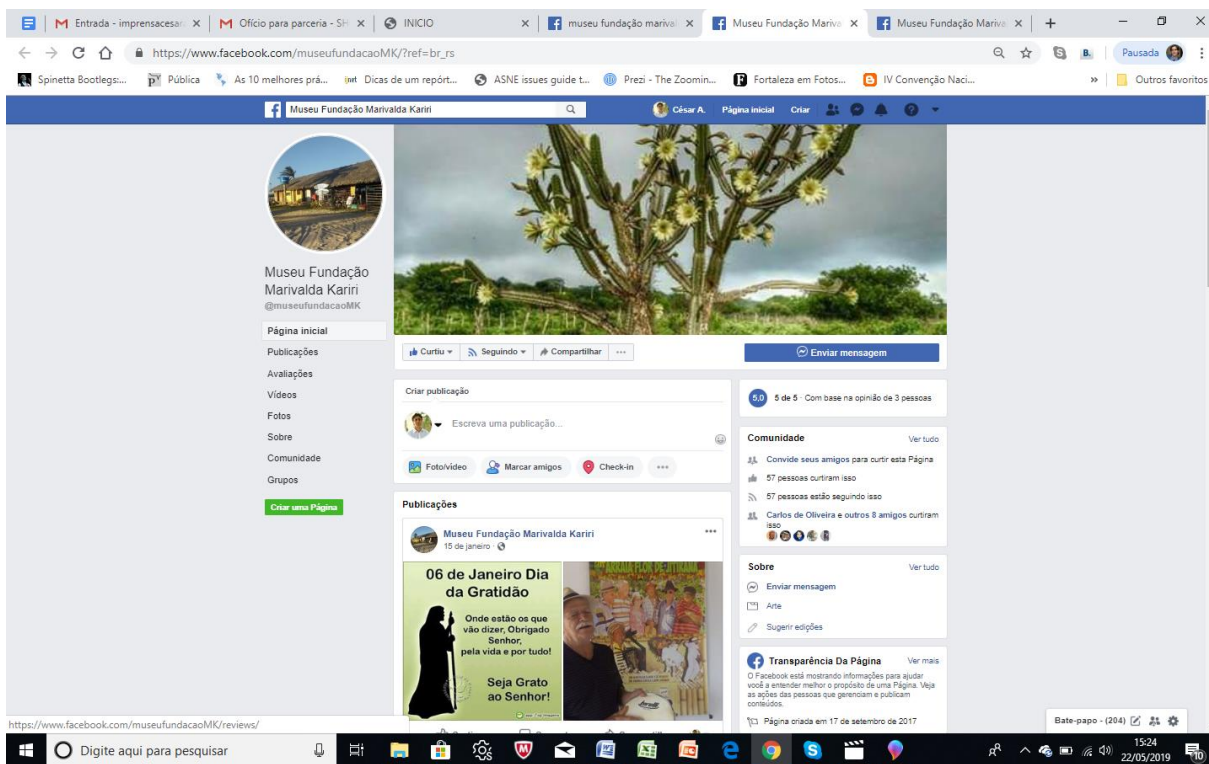 Entrada - imprensacesar
Ofício para parceria - SH
INICIO
museu fundação marival
Museu Fundação Mariva
Museu Fundação Mariva
https://www.facebook.com/museufundacaoMK/?ref=br_rs
Pausada
Spinetta Bootlegs:...
Pública
As 10 melhores prá...
Dicas de um repórt...
ASNE issues guide t...
Prezi - The Zoomin...
Fortaleza em Fotos...
IV Convenção Naci...
»
Outros favoritos
Museu Fundação Marivalda Kariri
César A.
Página inicial
Criar
Museu Fundação
Marivalda Kariri
@museufundacaoMK
Página inicial
Publicações
Avaliações
Vídeos
Fotos
Sobre
Comunidade
Grupos
Criar uma Página
Curtiu
Seguindo
Compartilhar
Enviar mensagem
Criar publicação
Escreva uma publicação...
Foto/vídeo
Marcar amigos
Check-in
Publicações
Museu Fundação Marivalda Kariri
15 de janeiro
06 de Janeiro Dia
da Gratidão
Onde estão os que
vão dizer, Obrigado
Senhor,
pela vida e por tudo!
Seja Grato
ao Senhor!
5,0 5 de 5 · Com base na opinião de 3 pessoas
Comunidade Ver tudo
Convide seus amigos para curtir esta Página
57 pessoas curtiram isso
57 pessoas estão seguindo isso
Carlos de Oliveira e outros 8 amigos curtiram
isso
Sobre Ver tudo
Enviar mensagem
Arte
Sugerir edições
Transparência Da Página Ver mais
O Facebook está mostrando informações para ajudar
você a entender melhor o propósito de uma Página. Veja
as ações das pessoas que gerenciam e publicam
conteúdos.
Página criada em 17 de setembro de 2017
Bate-papo - (204)
https://www.facebook.com/museufundacaoMK/reviews/
Digite aqui para pesquisar
15:24
22/05/2019